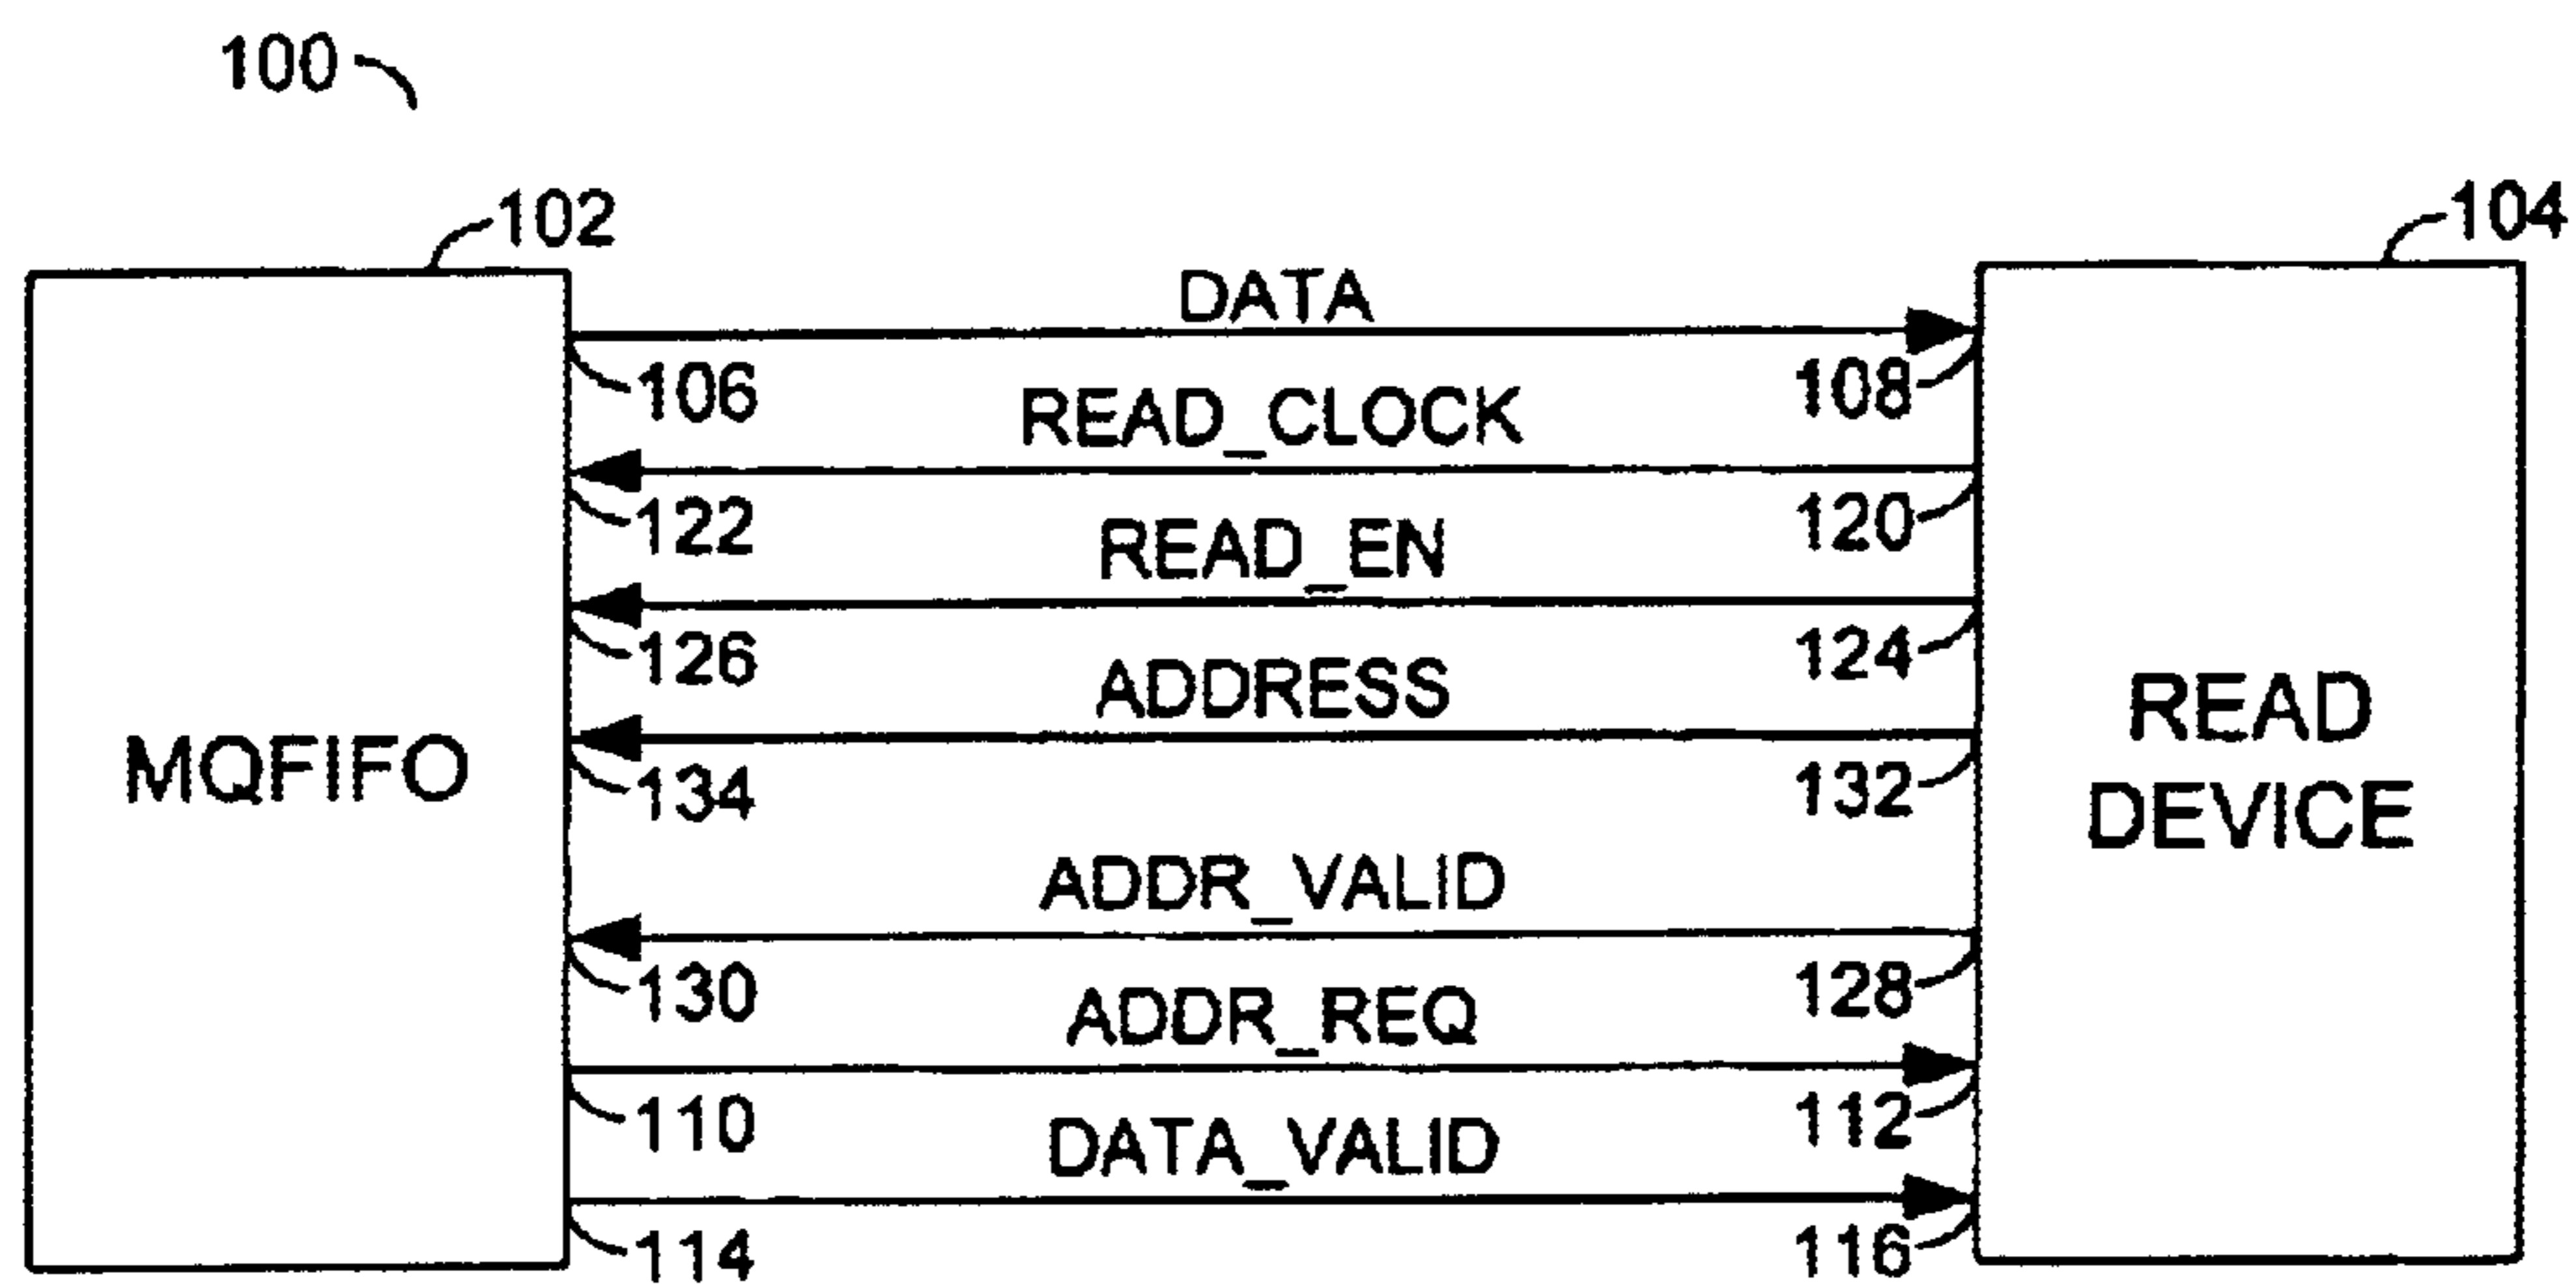 100
102
104
DATA
106
108
READ_CLOCK
122
120
READ_EN
126
124
ADDRESS
134
132
MQFIFO
READ
DEVICE
ADDR_VALID
130
128
ADDR_REQ
110
112
DATA_VALID
114
116